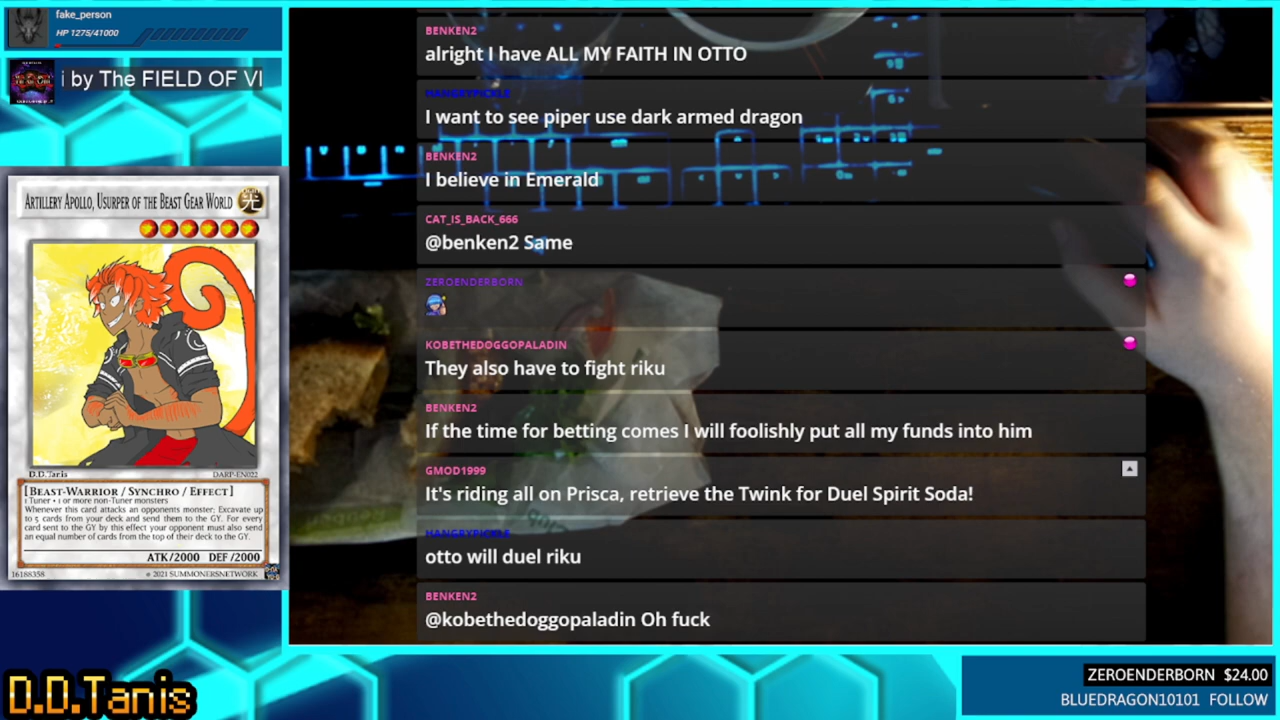 fake_person
HP 1275/41000
i by The FIELD OF VI
ARTILLERY APOLLO, USURPER OF THE BEAST GEAR WORLD
光
D.D.Tanis
DARP-EN022
[BEAST-WARRIOR / SYNCHRO / EFFECT]
1 Tuner + 1 or more non-Tuner monsters
Whenever this card attacks an opponents monster; Excavate
up to 5 cards from your deck and send them to the GY. For every
card sent to the GY by this effect your opponent must also send
an equal number of cards from the top of their deck to the GY.
ATK/2000 DEF/2000
16188358
© 2021 SUMMONERSNETWORK
BENKEN2
alright I have ALL MY FAITH IN OTTO
HANGRYPICKLE
I want to see piper use dark armed dragon
BENKEN2
I believe in Emerald
CAT_IS_BACK_666
@benken2 Same
ZEROENDERBORN
KOBETHEDOGGOPALADIN
They also have to fight riku
BENKEN2
If the time for betting comes I will foolishly put all my funds into him
GMOD1999
It's riding all on Prisca, retrieve the Twink for Duel Spirit Soda!
HANGRYPICKLE
otto will duel riku
BENKEN2
@kobethedoggopaladin Oh fuck
D.D.Tanis
ZEROENDERBORN $24.00
BLUEDRAGON10101 FOLLOW